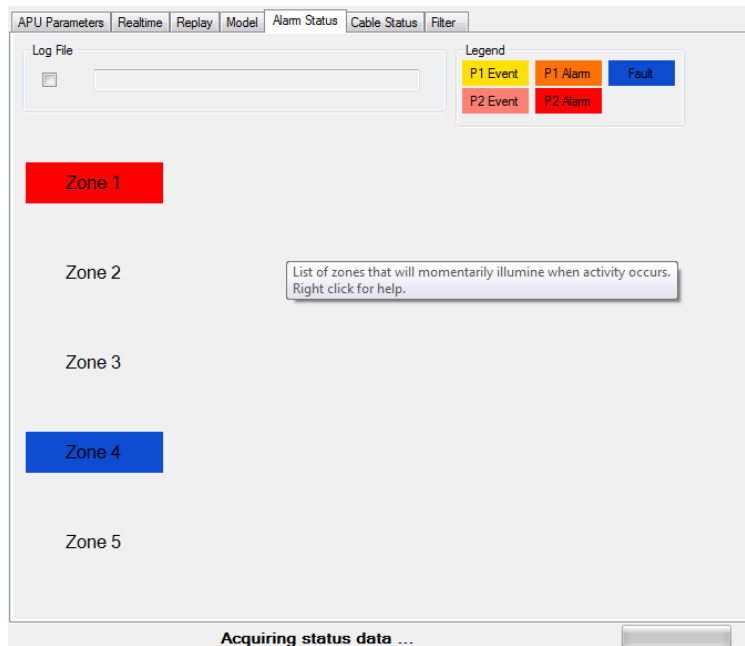 APU Parameters Realtime Replay Model Alarm Status Cable Status Filter
Log File
Legend
P1 Event P1 Alarm Fault
P2 Event P2 Alarm
Zone 1
Zone 2
List of zones that will momentarily illumine when activity occurs.
Right click for help.
Zone 3
Zone 4
Zone 5
Acquiring status data ...